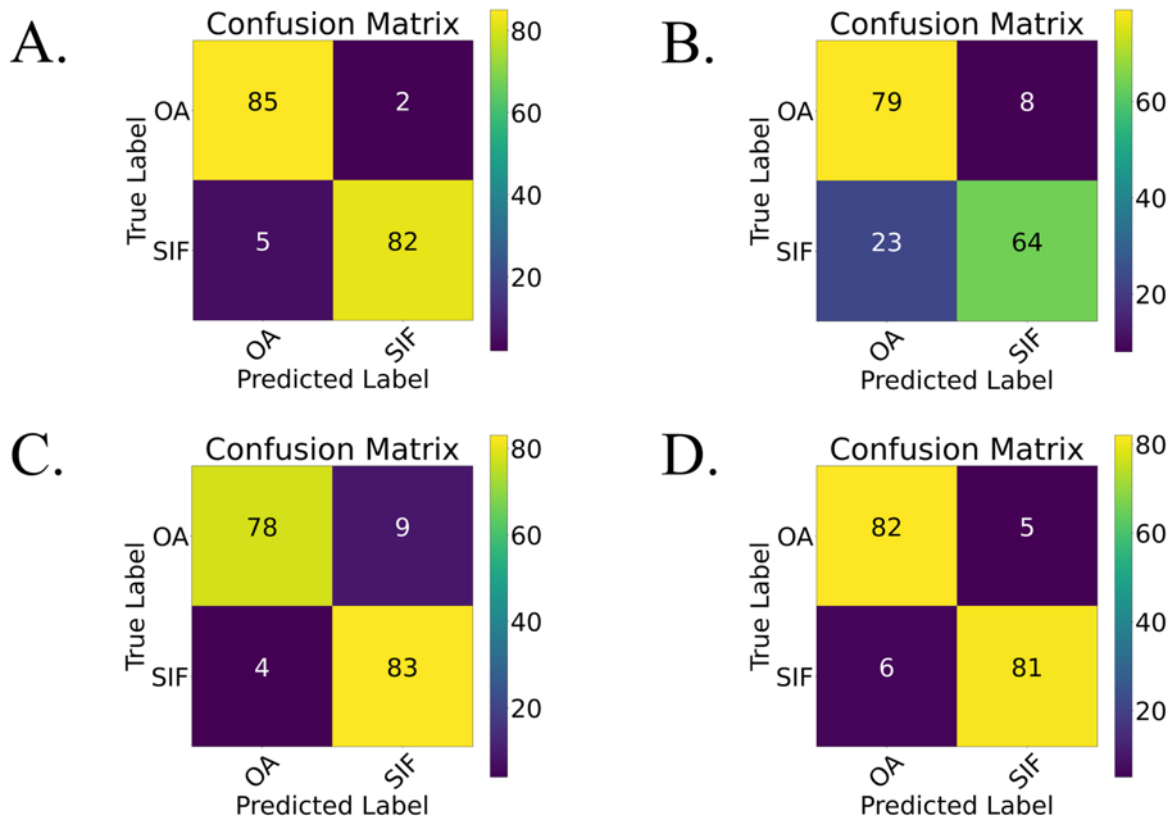 A.
Confusion Matrix
True Label
OA
85
2
SIF
5
82
OA
SIF
Predicted Label
80
60
40
20
B.
Confusion Matrix
True Label
OA
79
8
SIF
23
64
OA
SIF
Predicted Label
60
40
20
C.
Confusion Matrix
True Label
OA
78
9
SIF
4
83
OA
SIF
Predicted Label
80
60
40
20
D.
Confusion Matrix
True Label
OA
82
5
SIF
6
81
OA
SIF
Predicted Label
80
60
40
20